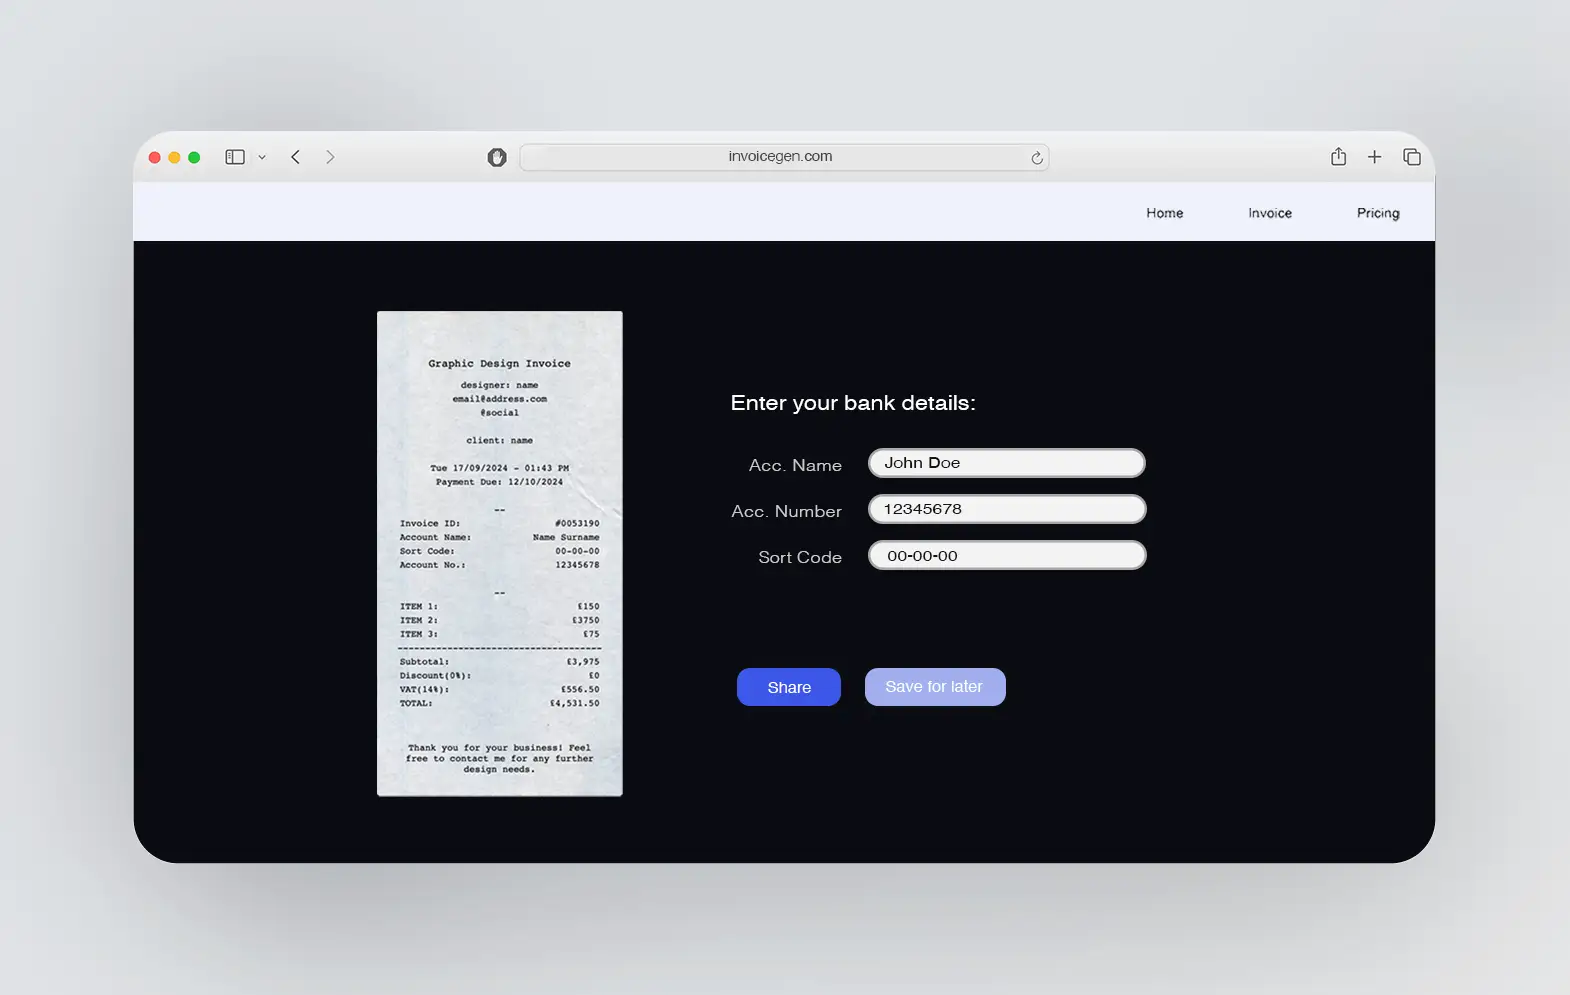 invoicegen.com
Home Invoice Pricing
Graphic Design Invoice
designer: name
email@address.com
@social
client: name
Tue 17/09/2024 - 01:43 PM
Payment Due: 12/10/2024
--
Invoice ID: #0053190
Account Name: Name Surname
Sort Code: 00-00-00
Account No.: 12345678
--
ITEM 1: £150
ITEM 2: £3750
ITEM 3: £75
Subtotal: £3,975
Discount(0%): £0
VAT(14%): £556.50
TOTAL: £4,531.50
Thank you for your business! Feel
free to contact me for any further
design needs.
Enter your bank details:
Acc. Name John Doe
Acc. Number 12345678
Sort Code 00-00-00
Share Save for later